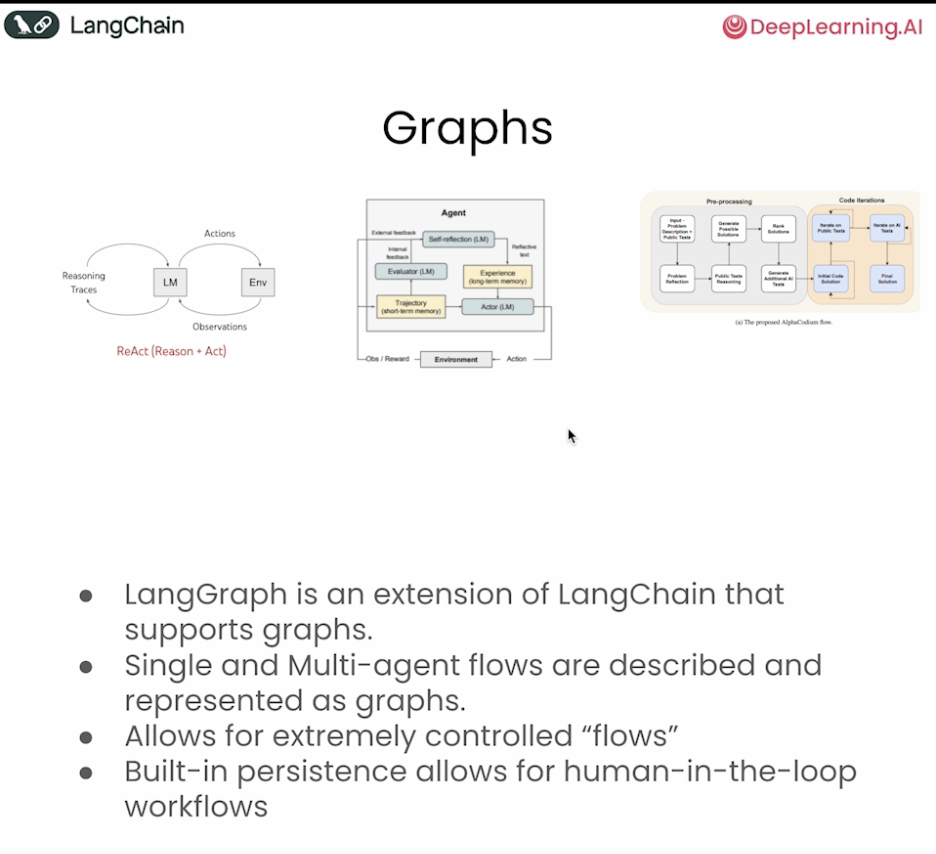 LangChain
DeepLearning.AI
Graphs
Actions
Reasoning
Traces
LM
Env
Observations
ReAct (Reason + Act)
Agent
External feedback
Self-reflection (LM)
Internal
feedback
Reflective
text
Evaluator (LM)
Experience
(long-term memory)
Trajectory
(short-term memory)
Actor (LM)
Obs / Reward
Environment
Action
Pre-processing
Code Iterations
Input -
Problem
Description +
Public Tests
Generate
Possible
Solutions
Rank
Solutions
Iterate on
Public Tests
Iterate on AI
Tests
Problem
Reflection
Public Tests
Reasoning
Generate
Additional AI
Tests
Initial Code
Solution
Final
Solution
(a) The proposed AlphaCodium flow.
● LangGraph is an extension of LangChain that
supports graphs.
● Single and Multi-agent flows are described and
represented as graphs.
● Allows for extremely controlled “flows”
● Built-in persistence allows for human-in-the-loop
workflows